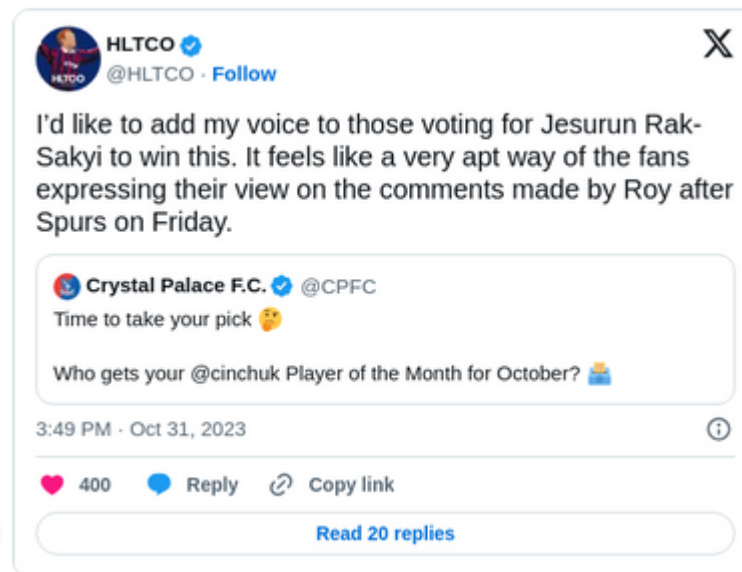 HLTCO
@HLTCO · Follow
I'd like to add my voice to those voting for Jesurun Rak-
Sakyi to win this. It feels like a very apt way of the fans
expressing their view on the comments made by Roy after
Spurs on Friday.
Crystal Palace F.C. @CPFC
Time to take your pick 🤔
Who gets your @cinchuk Player of the Month for October? 🗳️
3:49 PM · Oct 31, 2023
400 Reply Copy link
Read 20 replies